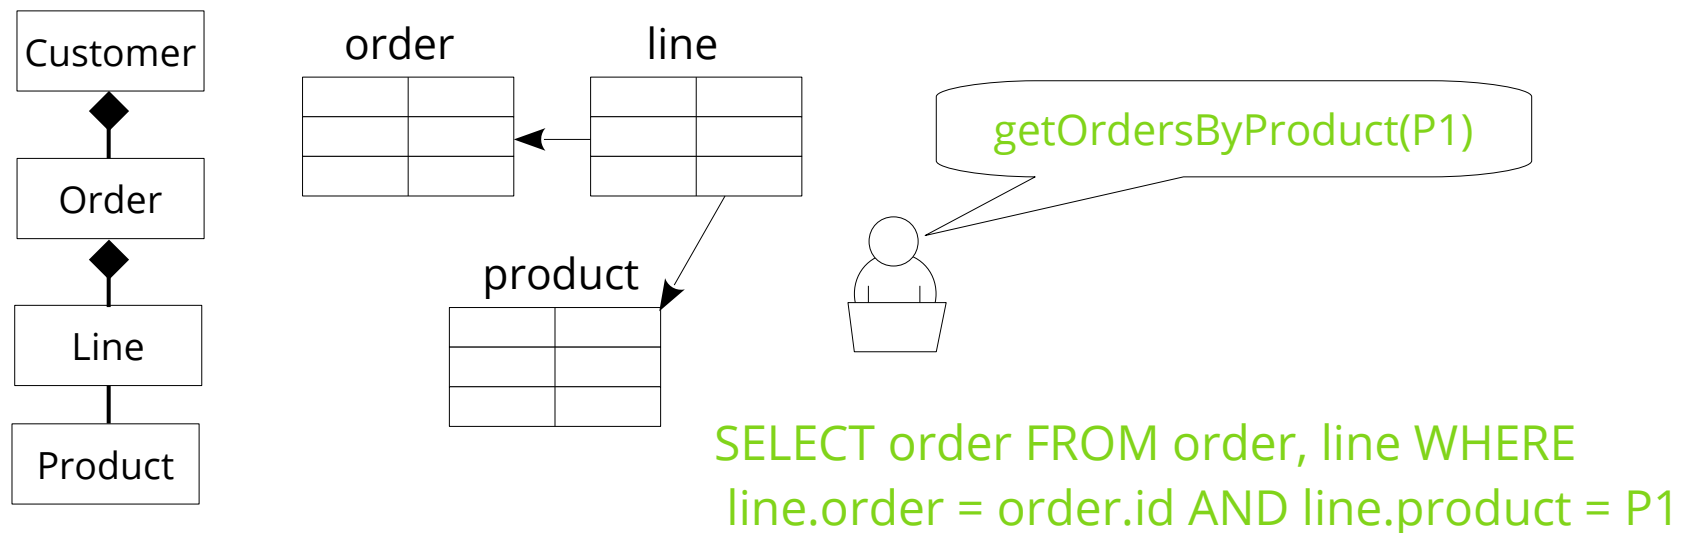 Customer
Order
Line
Product
order
line
product
getOrdersByProduct(P1)
SELECT order FROM order, line WHERE
line.order = order.id AND line.product = P1